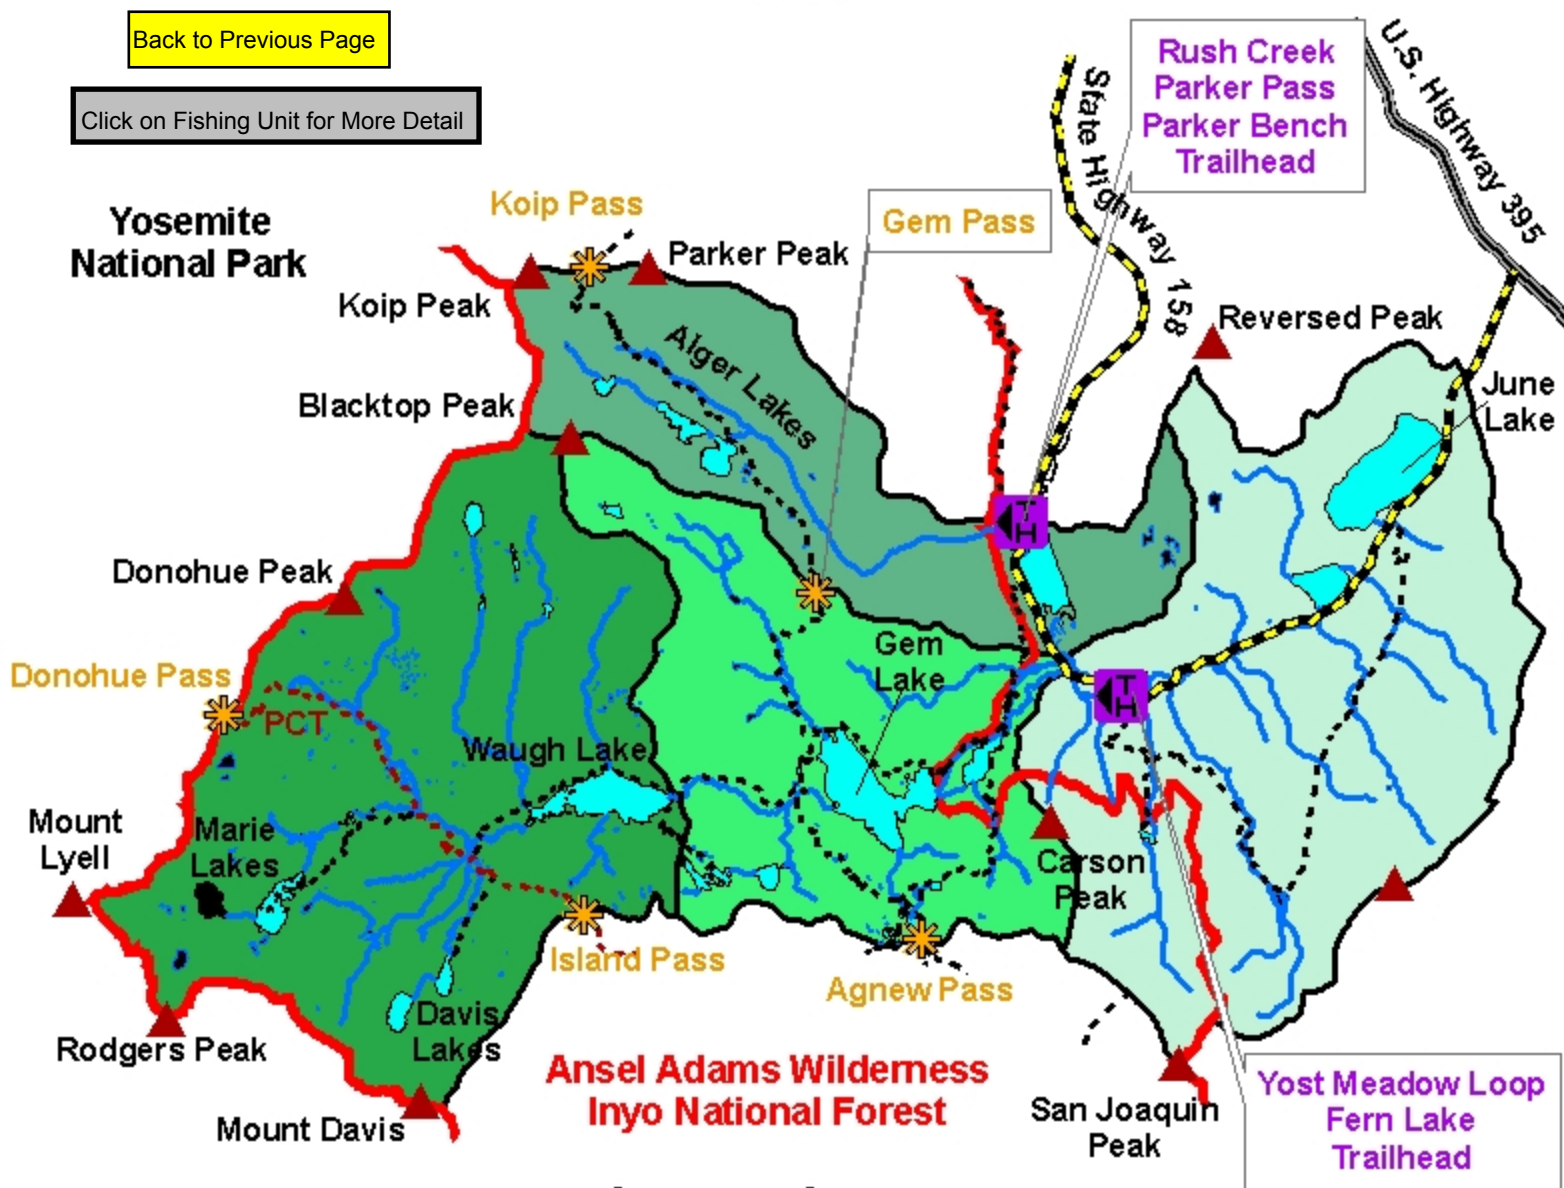 Back to Previous Page
Click on Fishing Unit for More Detail
Rush Creek
Parker Pass
Parker Bench
Trailhead
U.S. Highway 395
State Highway 158
Yosemite
National Park
Koip Pass
Gem Pass
Parker Peak
Koip Peak
Reversed Peak
Alger Lakes
June
Lake
Blacktop Peak
T
H
Donohue Peak
Gem
Lake
Donohue Pass
PCT
T
H
Waugh Lake
Mount
Lyell
Marie
Lakes
Carson
Peak
Island Pass
Agnew Pass
Davis
Lakes
Rodgers Peak
Ansel Adams Wilderness
Inyo National Forest
Mount Davis
San Joaquin
Peak
Yost Meadow Loop
Fern Lake
Trailhead